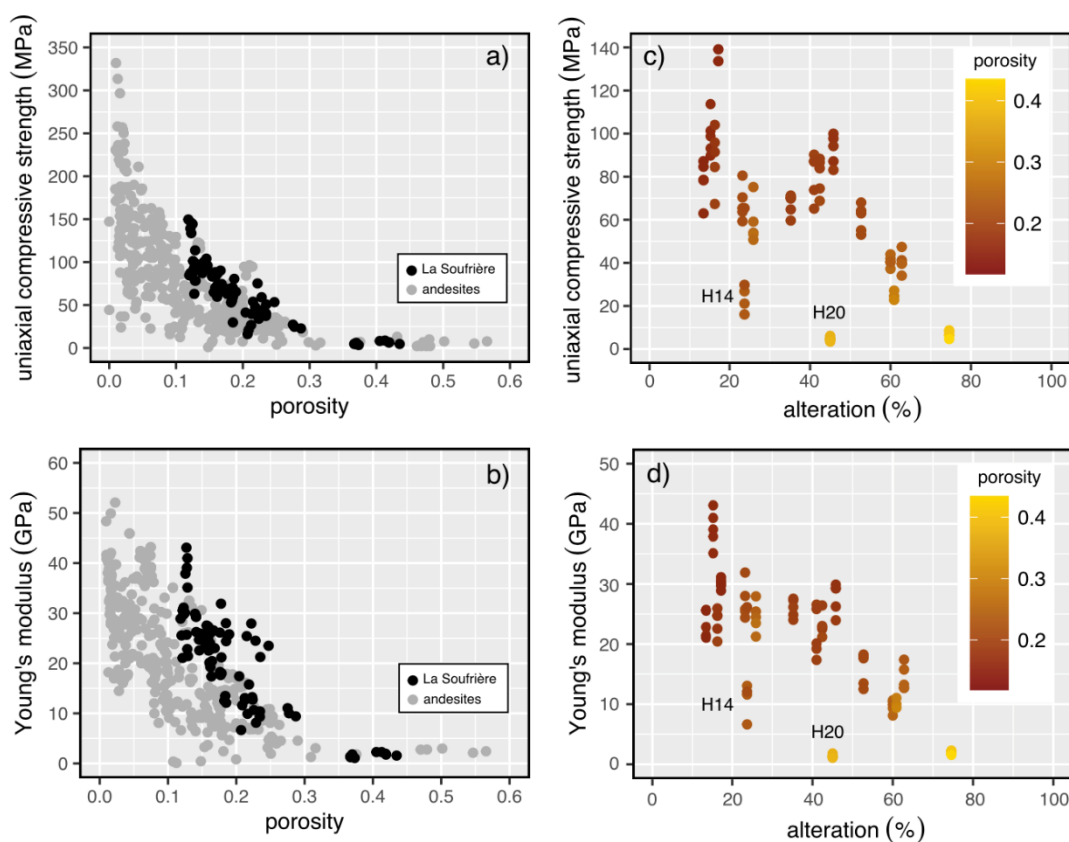 a)
uniaxial compressive strength (MPa)
350
300
250
200
150
100
50
0
La Soufrière
andesites
0.0 0.1 0.2 0.3 0.4 0.5 0.6
porosity
c)
uniaxial compressive strength (MPa)
140
120
100
80
60
40
20
0
porosity
0.4
0.3
0.2
H14
H20
0 20 40 60 80 100
alteration (%)
b)
Young's modulus (GPa)
60
50
40
30
20
10
0
La Soufrière
andesites
0.0 0.1 0.2 0.3 0.4 0.5 0.6
porosity
d)
Young's modulus (GPa)
50
40
30
20
10
0
porosity
0.4
0.3
0.2
H14
H20
0 20 40 60 80 100
alteration (%)